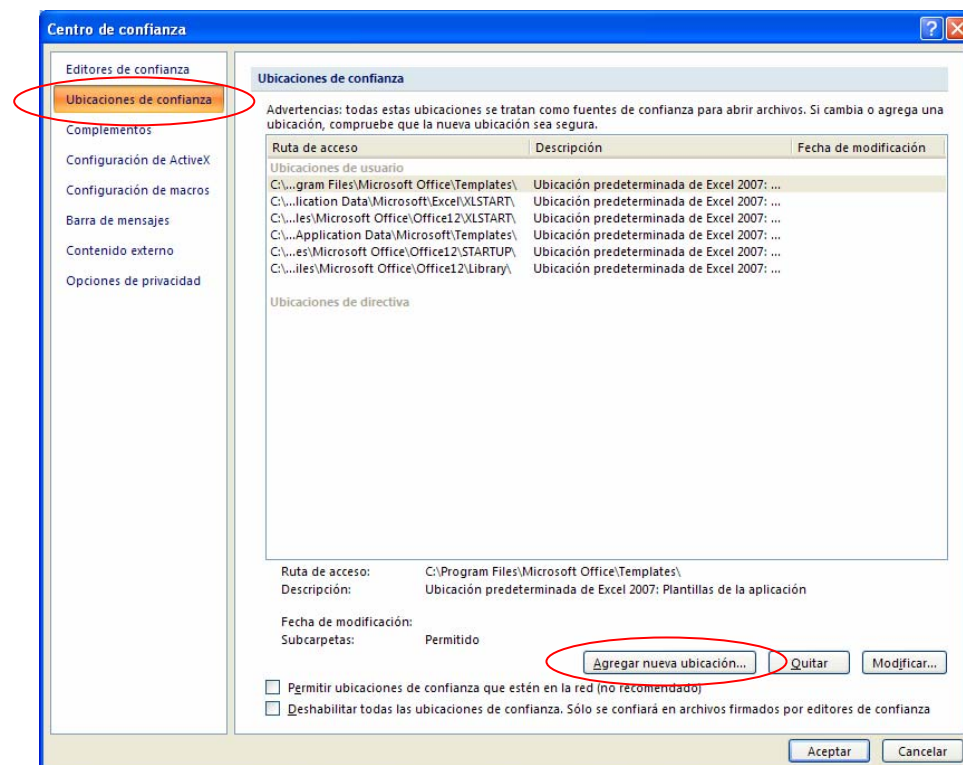 Centro de confianza
Editores de confianza
Ubicaciones de confianza
Complementos
Configuración de ActiveX
Configuración de macros
Barra de mensajes
Contenido externo
Opciones de privacidad
Ubicaciones de confianza
Advertencias: todas estas ubicaciones se tratan como fuentes de confianza para abrir archivos. Si cambia o agrega una
ubicación, compruebe que la nueva ubicación sea segura.
Ruta de acceso Descripción Fecha de modificación
Ubicaciones de usuario
C:\...gram Files\Microsoft Office\Templates\ Ubicación predeterminada de Excel 2007: ...
C:\...lication Data\Microsoft\Excel\XLSTART\ Ubicación predeterminada de Excel 2007: ...
C:\...les\Microsoft Office\Office12\XLSTART\ Ubicación predeterminada de Excel 2007: ...
C:\...Application Data\Microsoft\Templates\ Ubicación predeterminada de Excel 2007: ...
C:\...es\Microsoft Office\Office12\STARTUP\ Ubicación predeterminada de Excel 2007: ...
C:\...iles\Microsoft Office\Office12\Library\ Ubicación predeterminada de Excel 2007: ...
Ubicaciones de directiva
Ruta de acceso: C:\Program Files\Microsoft Office\Templates\
Descripción: Ubicación predeterminada de Excel 2007: Plantillas de la aplicación
Fecha de modificación:
Subcarpetas: Permitido
Agregar nueva ubicación... Quitar Modificar...
Permitir ubicaciones de confianza que estén en la red (no recomendado)
Deshabilitar todas las ubicaciones de confianza. Sólo se confiará en archivos firmados por editores de confianza
Aceptar Cancelar